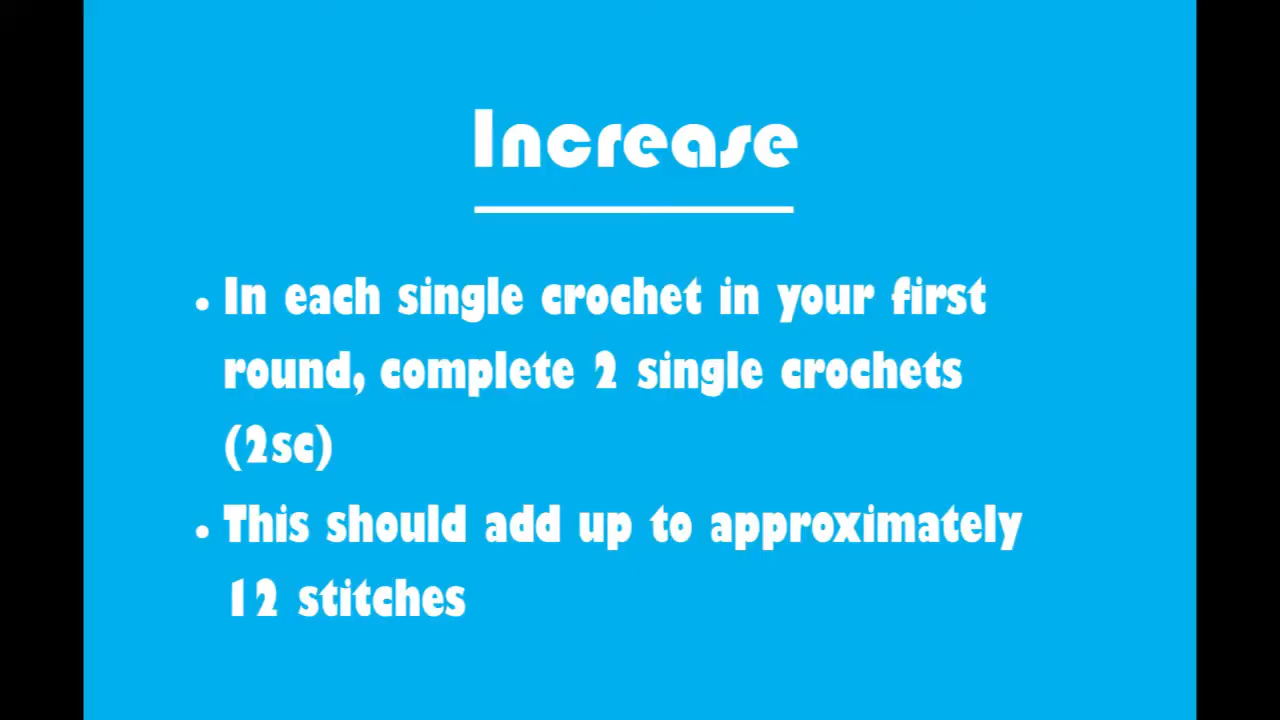 Increase
• In each single crochet in your first
round, complete 2 single crochets
(2sc)
• This should add up to approximately
12 stitches